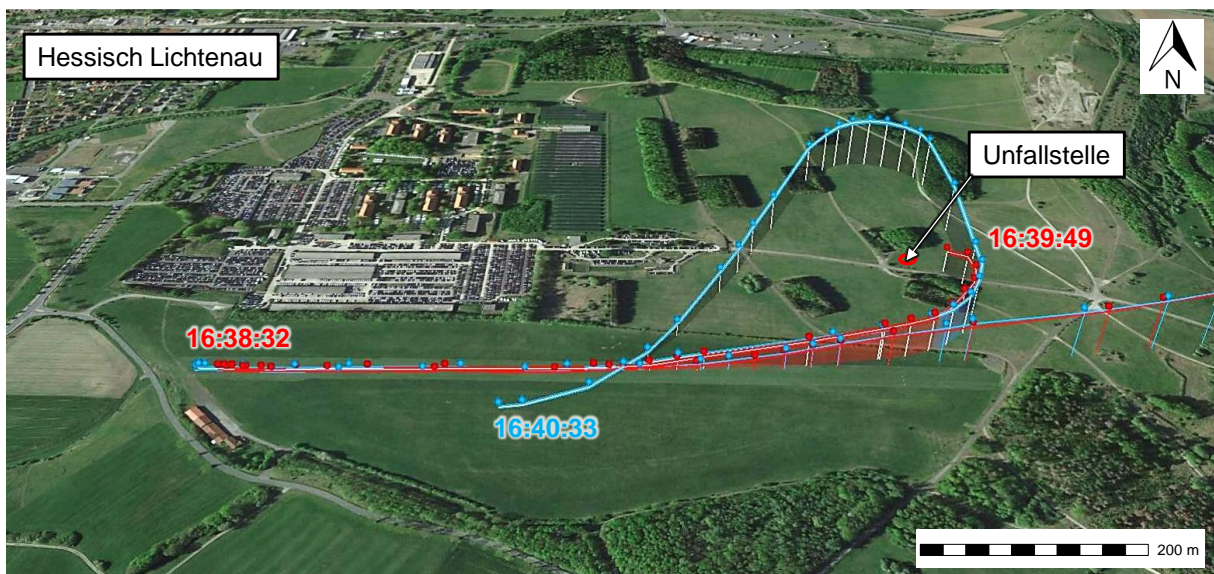 Hessisch Lichtenau
N
Unfallstelle
16:39:49
16:38:32
16:40:33
200 m